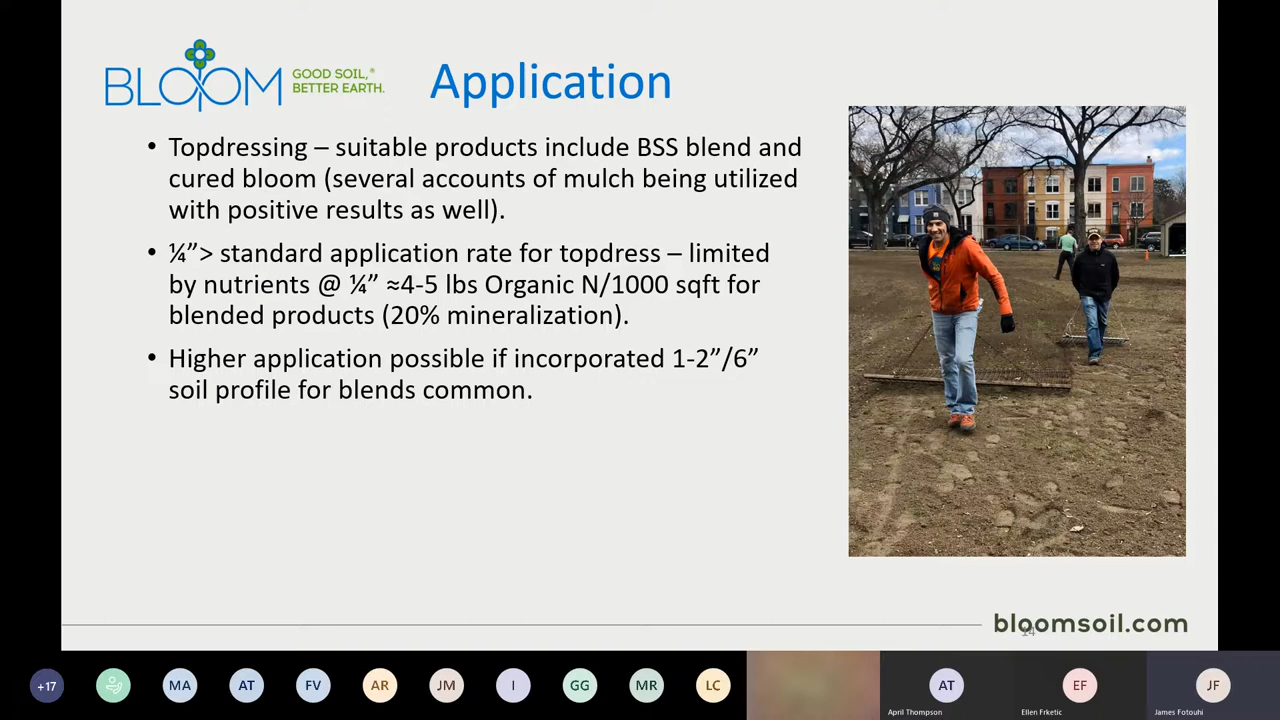 BLOOM
GOOD SOIL,®
BETTER EARTH.
Application
• Topdressing – suitable products include BSS blend and
cured bloom (several accounts of mulch being utilized
with positive results as well).
• ¼”> standard application rate for topdress – limited
by nutrients @ ¼” ≈4-5 lbs Organic N/1000 sqft for
blended products (20% mineralization).
• Higher application possible if incorporated 1-2”/6”
soil profile for blends common.
bloomsoil.com
14
+17
MA
AT
FV
AR
JM
I
GG
MR
LC
AT
EF
JF
April Thompson
Ellen Frketic
James Fotouhi